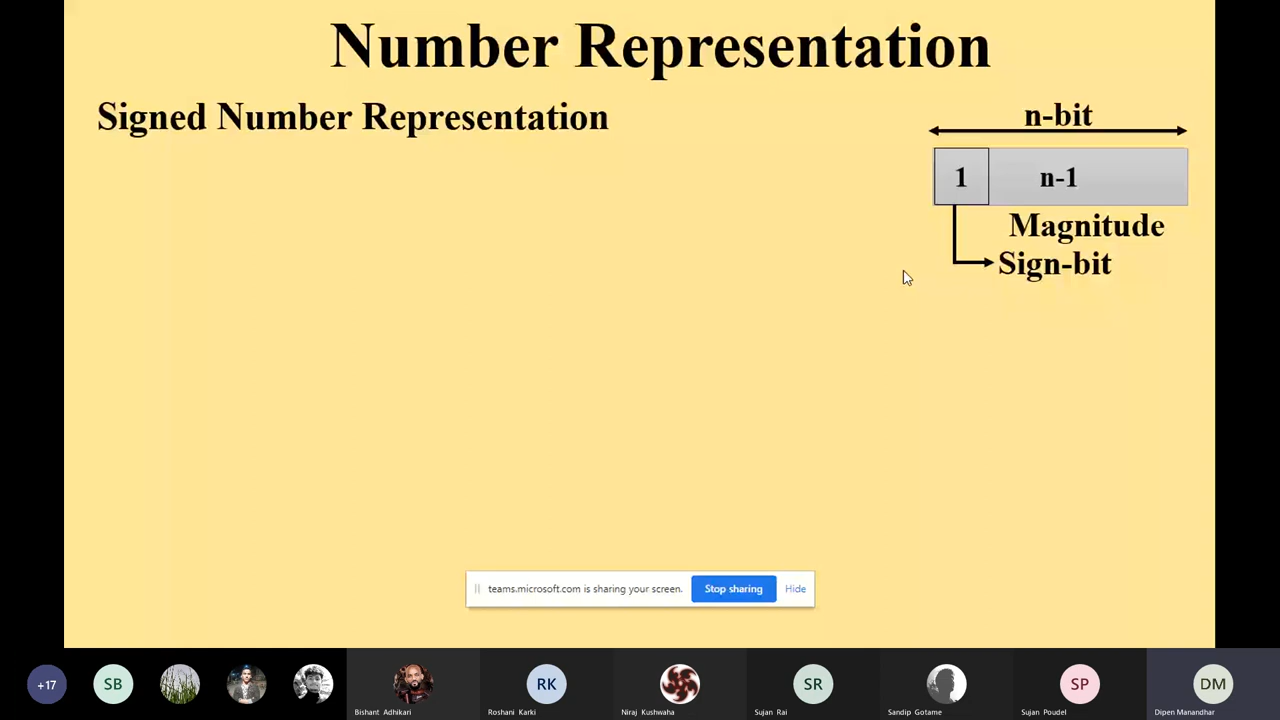 Number Representation
Signed Number Representation
n-bit
1 n-1
Magnitude
Sign-bit
teams.microsoft.com is sharing your screen. Stop sharing Hide
+17 SB RK SR SP DM
Bishant Adhikari Roshani Karki Niraj Kushwaha Sujan Rai Sandip Gotame Sujan Poudel Dipen Manandhar